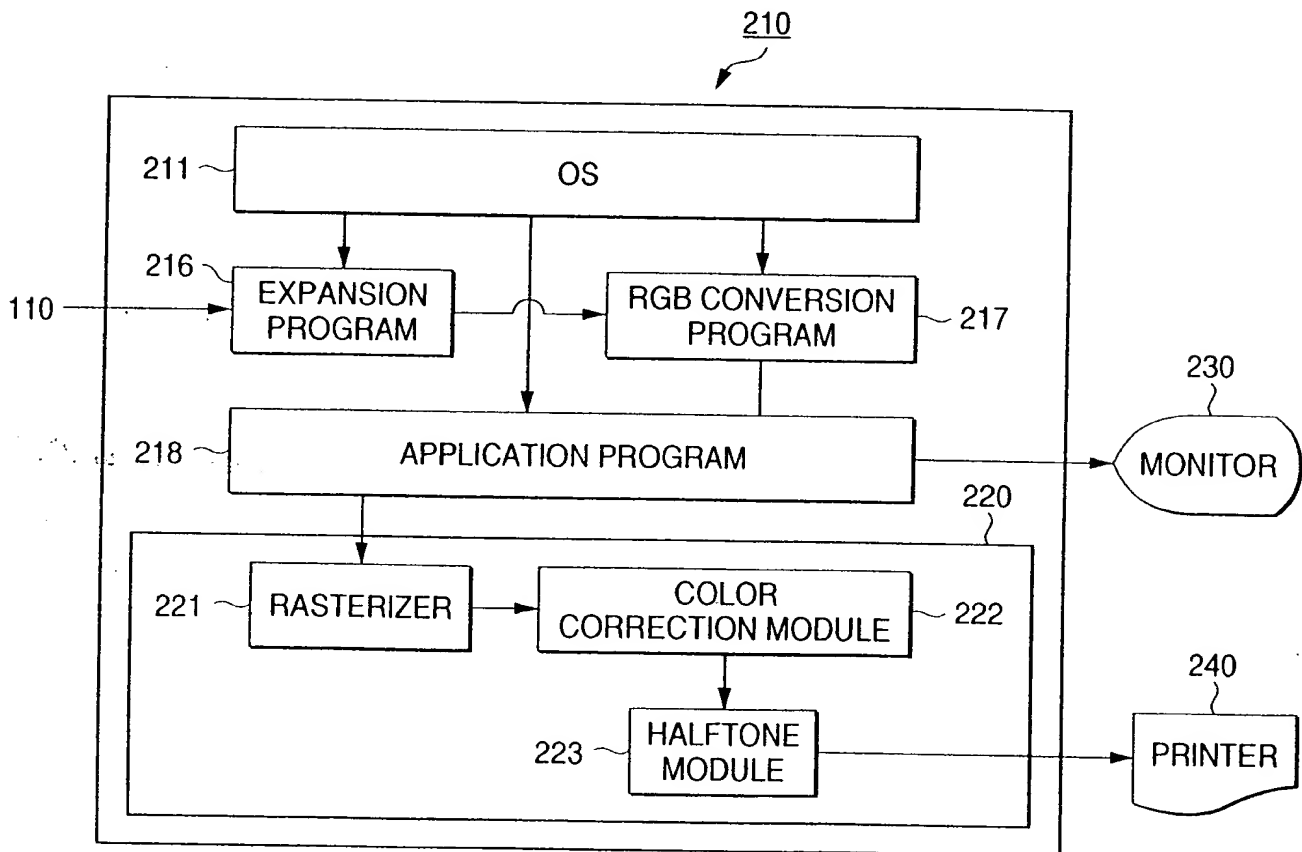 210
211
OS
216
EXPANSION
PROGRAM
110
RGB CONVERSION
PROGRAM
217
230
218
APPLICATION PROGRAM
MONITOR
220
221
RASTERIZER
COLOR
CORRECTION MODULE
222
240
223
HALFTONE
MODULE
PRINTER